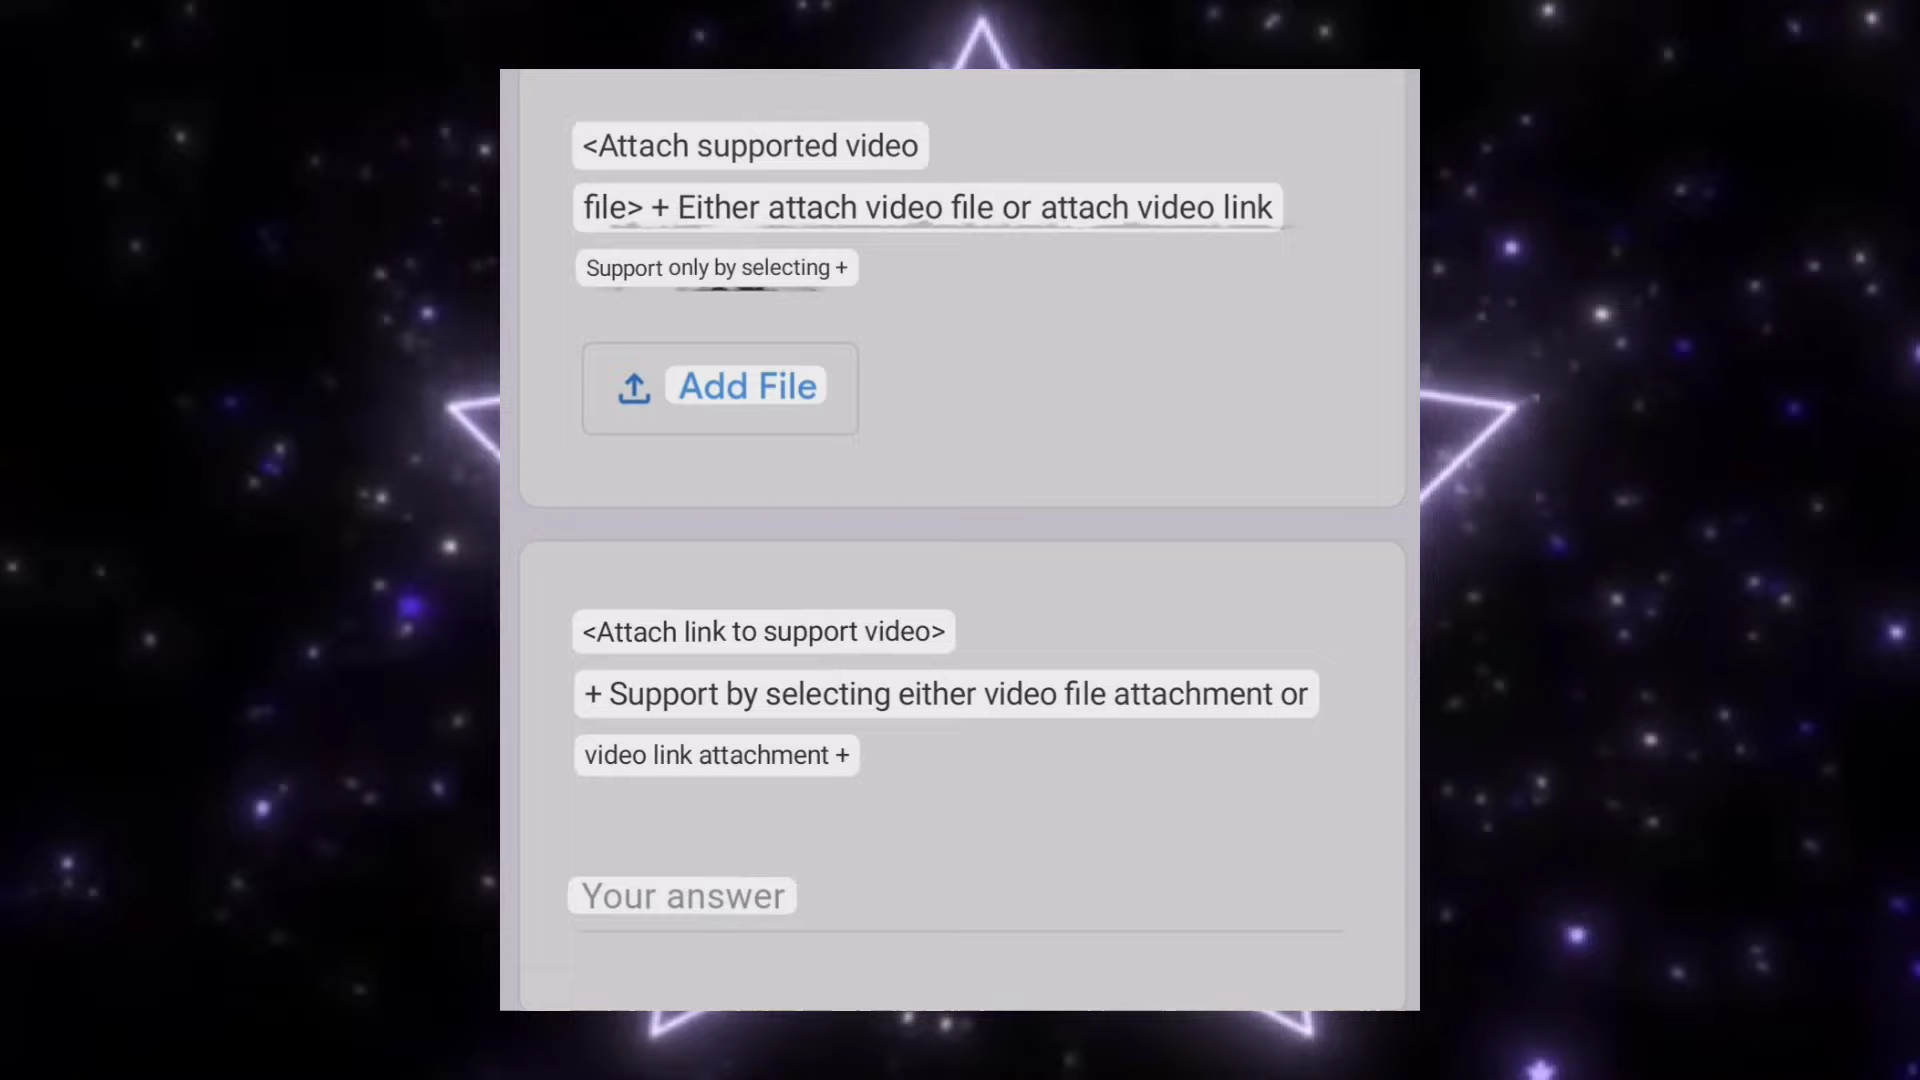 <Attach supported video
file> + Either attach video file or attach video link
Support only by selecting +
Add File
<Attach link to support video>
+ Support by selecting either video file attachment or
video link attachment +
Your answer